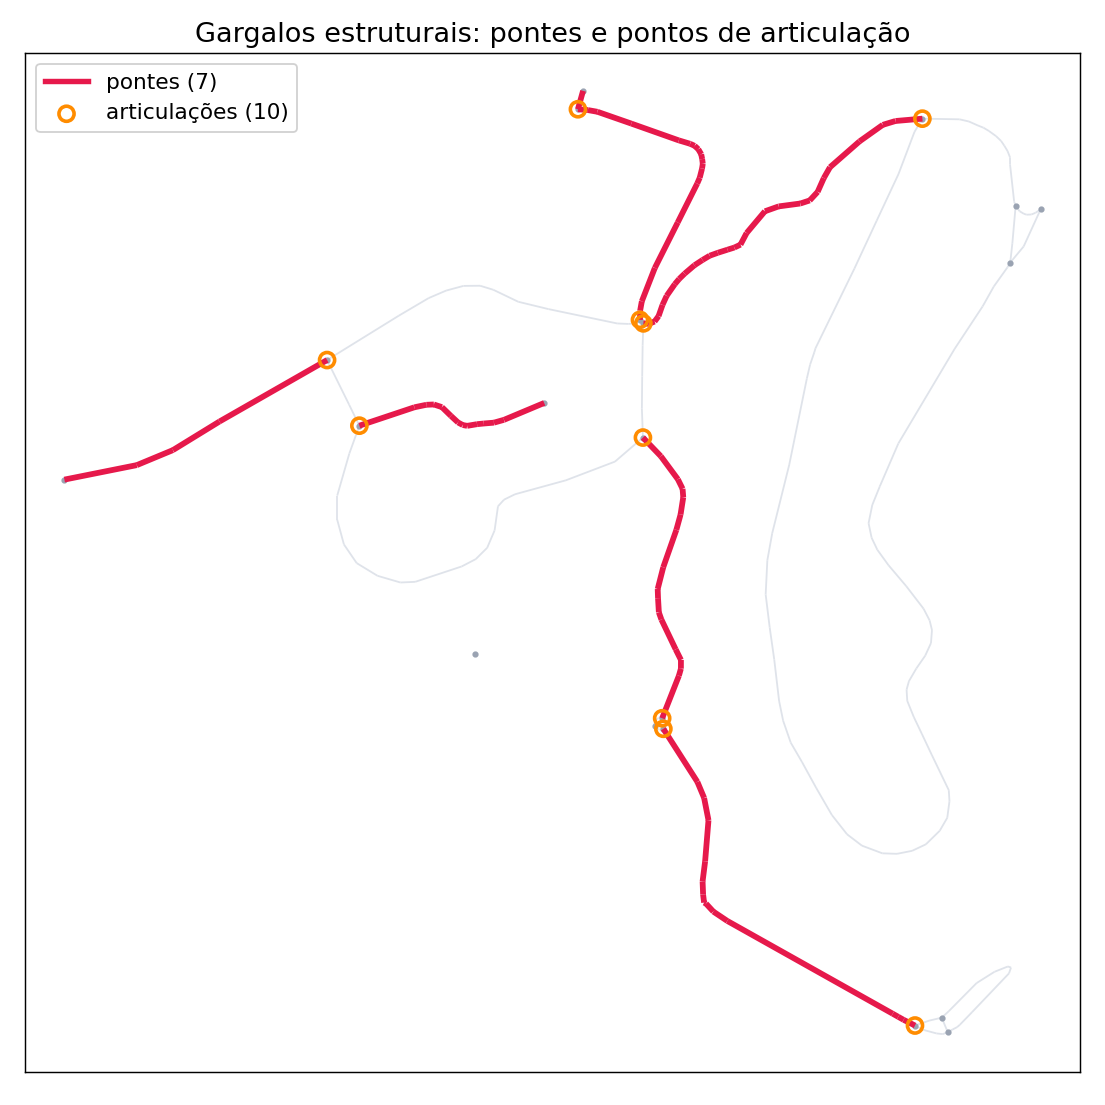 Gargalos estruturais: pontes e pontos de articulação
pontes (7)
articulações (10)